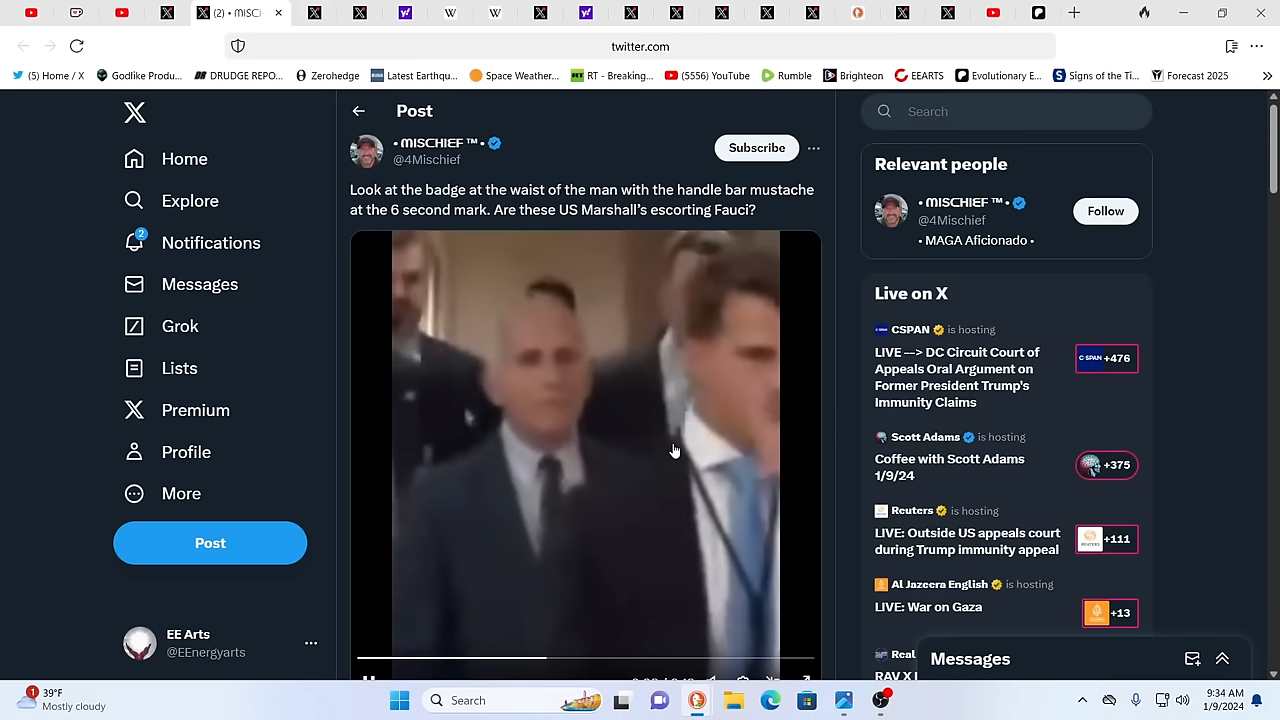 (2) • MISC
twitter.com
(5) Home / X
Godlike Produ...
DRUDGE REPO...
Zerohedge
Latest Earthqu...
Space Weather...
RT - Breaking...
(5556) YouTube
Rumble
Brighteon
EEARTS
Evolutionary E...
Signs of the Ti...
Forecast 2025
Home
Explore
2
Notifications
Messages
Grok
Lists
Premium
Profile
More
Post
EE Arts
@EEnergyarts
Post
• MISCHIEF ™ •
@4Mischief
Subscribe
Look at the badge at the waist of the man with the handle bar mustache
at the 6 second mark. Are these US Marshall’s escorting Fauci?
Search
Relevant people
• MISCHIEF ™ •
@4Mischief
Follow
• MAGA Aficionado •
Live on X
CSPAN is hosting
LIVE —> DC Circuit Court of
Appeals Oral Argument on
Former President Trump's
Immunity Claims
C-SPAN +476
Scott Adams is hosting
Coffee with Scott Adams
1/9/24
+375
Reuters is hosting
LIVE: Outside US appeals court
during Trump immunity appeal
REUTERS +111
Al Jazeera English is hosting
LIVE: War on Gaza
+13
Real
Messages
1
39°F
Mostly cloudy
Search
9:34 AM
1/9/2024